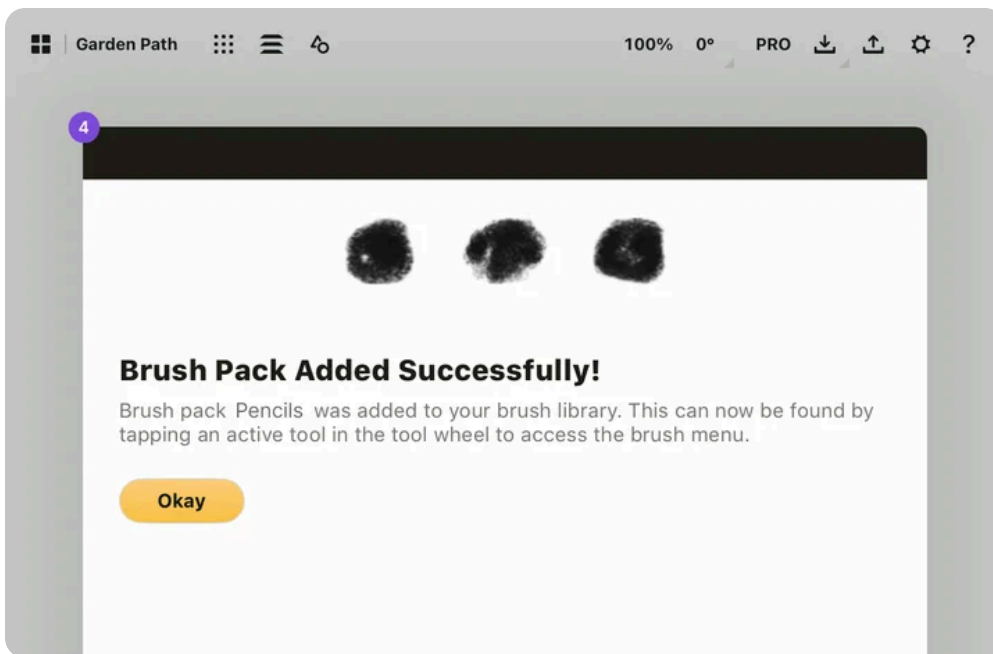 Garden Path 100% 0° PRO ?
4
Brush Pack Added Successfully!
Brush pack Pencils was added to your brush library. This can now be found by
tapping an active tool in the tool wheel to access the brush menu.
Okay